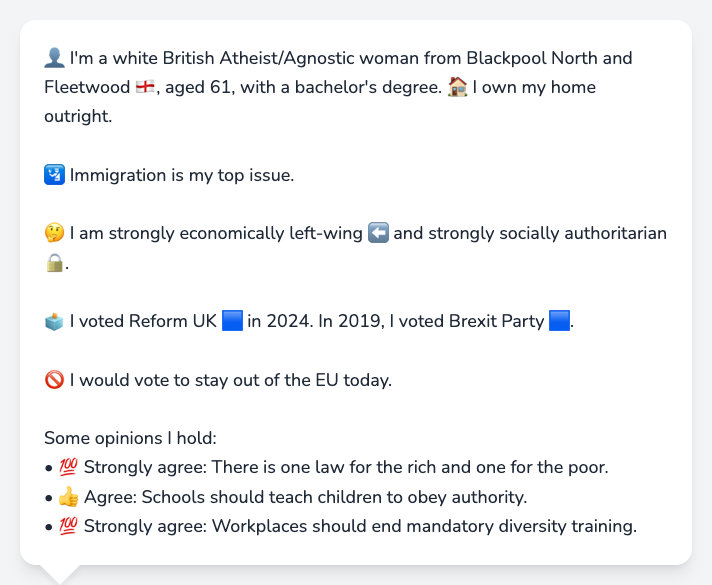 👤 I'm a white British Atheist/Agnostic woman from Blackpool North and
Fleetwood 🏴󠁧󠁢󠁥󠁮󠁧󠁿, aged 61, with a bachelor's degree. 🏠 I own my home
outright.
🛂 Immigration is my top issue.
🤔 I am strongly economically left-wing ⬅️ and strongly socially authoritarian
🔒.
🗳️ I voted Reform UK 🟦 in 2024. In 2019, I voted Brexit Party 🟦.
🚫 I would vote to stay out of the EU today.
Some opinions I hold:
• 💯 Strongly agree: There is one law for the rich and one for the poor.
• 👍 Agree: Schools should teach children to obey authority.
• 💯 Strongly agree: Workplaces should end mandatory diversity training.